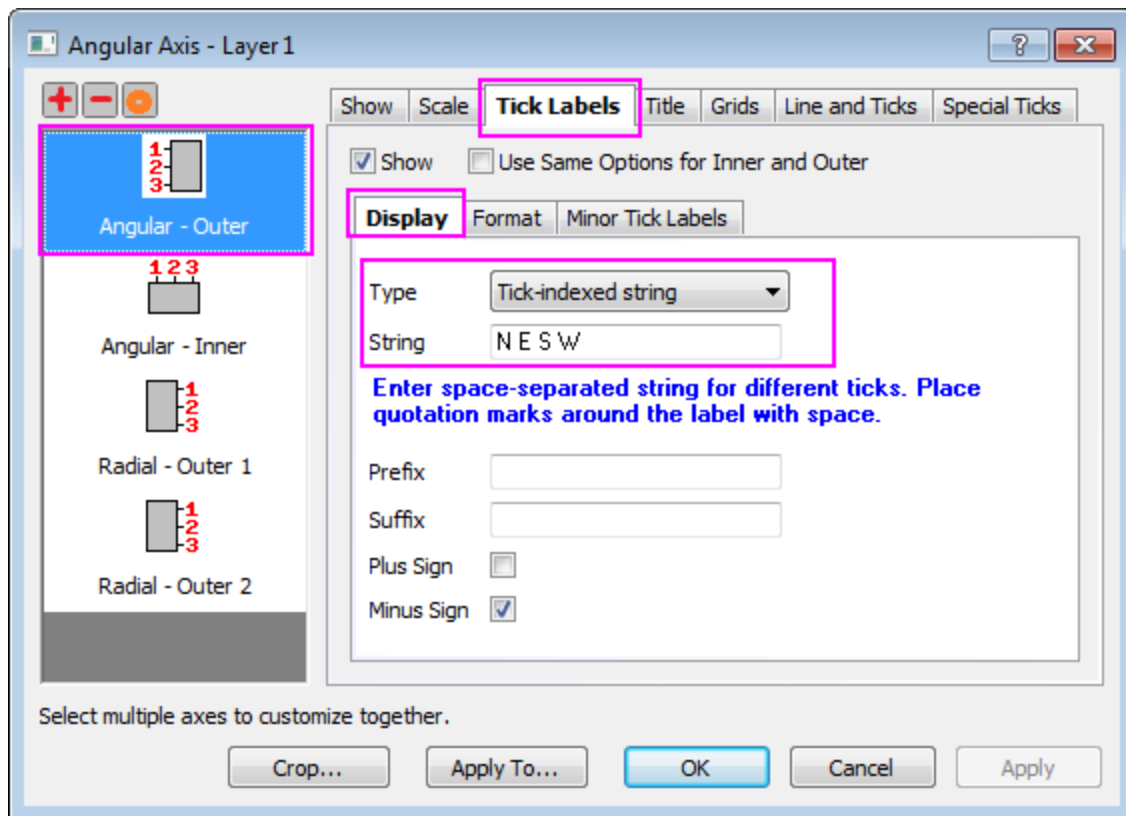 Angular Axis - Layer 1
Show Scale Tick Labels Title Grids Line and Ticks Special Ticks
1
2
3
Angular - Outer
1 2 3
Angular - Inner
1
2
3
Radial - Outer 1
1
2
3
Radial - Outer 2
Show Use Same Options for Inner and Outer
Display Format Minor Tick Labels
Type Tick-indexed string
String N E S W
Enter space-separated string for different ticks. Place
quotation marks around the label with space.
Prefix
Suffix
Plus Sign
Minus Sign
Select multiple axes to customize together.
Crop... Apply To... OK Cancel Apply